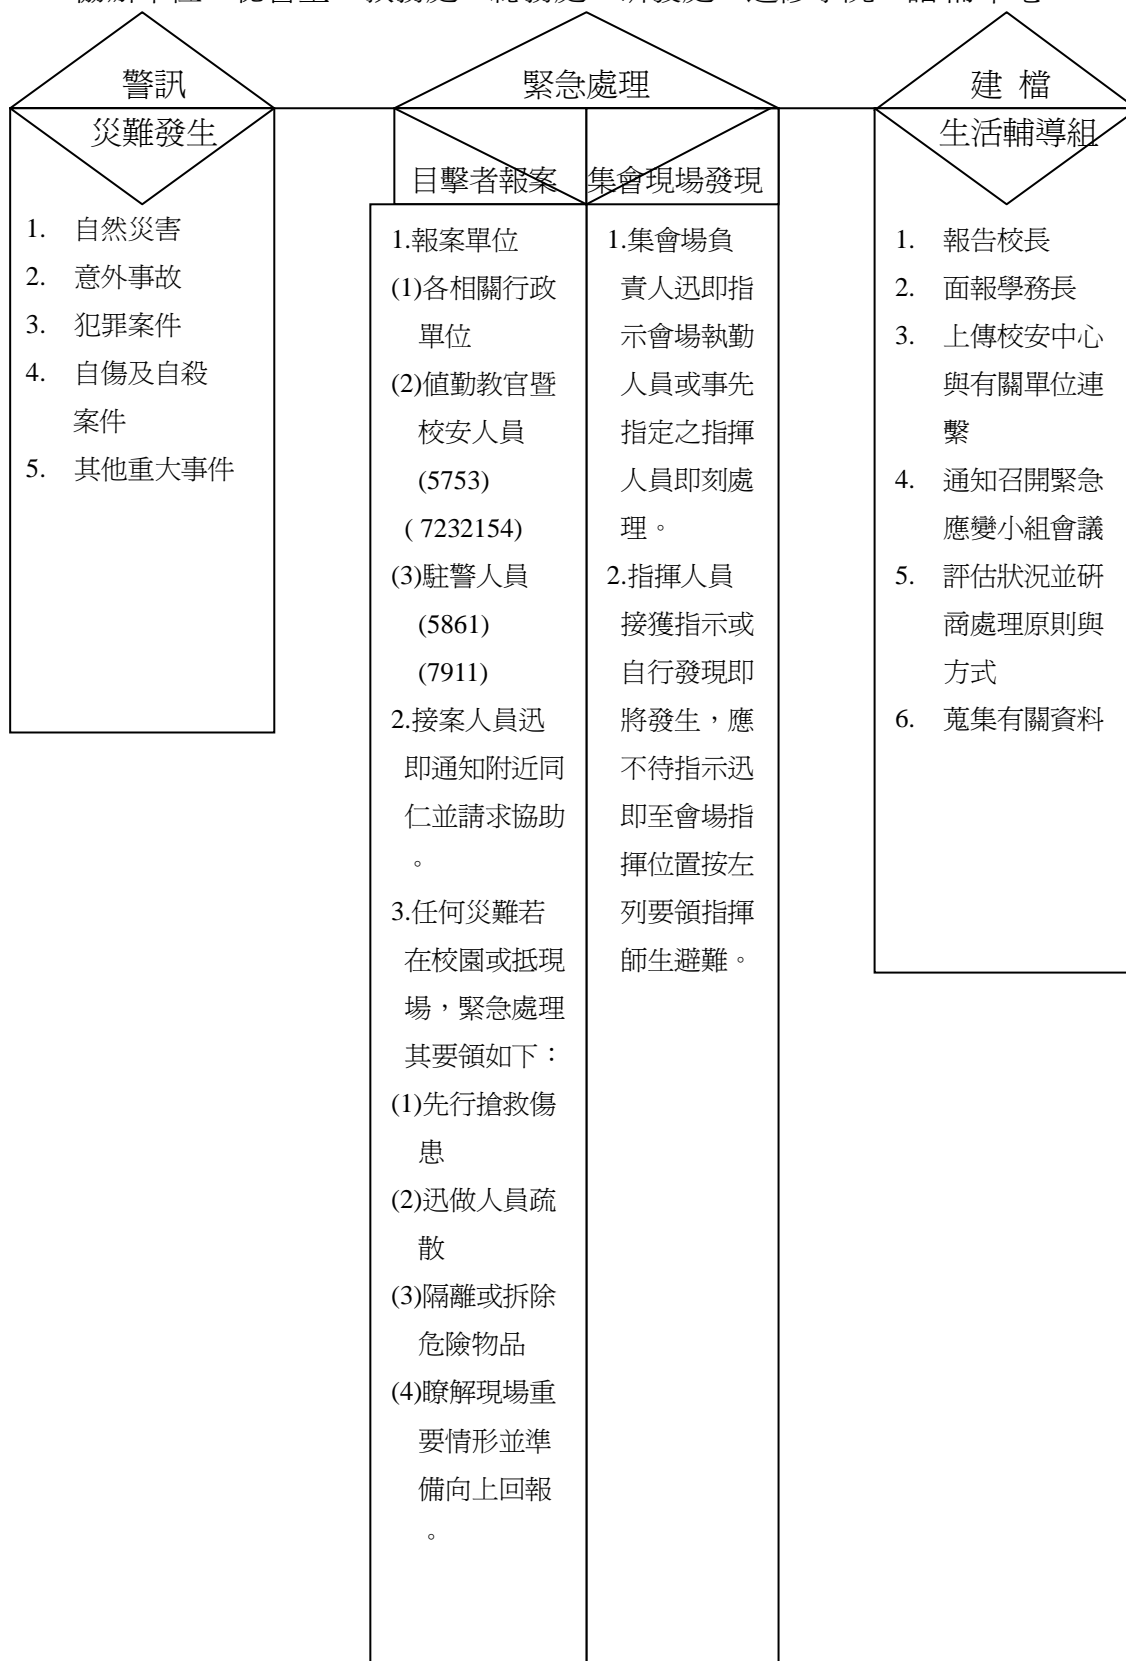 警訊
災難發生
1. 自然災害
2. 意外事故
3. 犯罪案件
4. 自傷及自殺
案件
5. 其他重大事件
緊急處理
目擊者報案
1.報案單位
(1)各相關行政
單位
(2)值勤教官暨
校安人員
(5753)
( 7232154)
(3)駐警人員
(5861)
(7911)
2.接案人員迅
即通知附近同
仁並請求協助
。
3.任何災難若
在校園或抵現
場，緊急處理
其要領如下：
(1)先行搶救傷
患
(2)迅做人員疏
散
(3)隔離或拆除
危險物品
(4)瞭解現場重
要情形並準
備向上回報
。
集會現場發現
1.集會場負
責人迅即指
示會場執勤
人員或事先
指定之指揮
人員即刻處
理。
2.指揮人員
接獲指示或
自行發現即
將發生，應
不待指示迅
即至會場指
揮位置按左
列要領指揮
師生避難。
建 檔
生活輔導組
1. 報告校長
2. 面報學務長
3. 上傳校安中心
與有關單位連
繫
4. 通知召開緊急
應變小組會議
5. 評估狀況並研
商處理原則與
方式
6. 蒐集有關資料